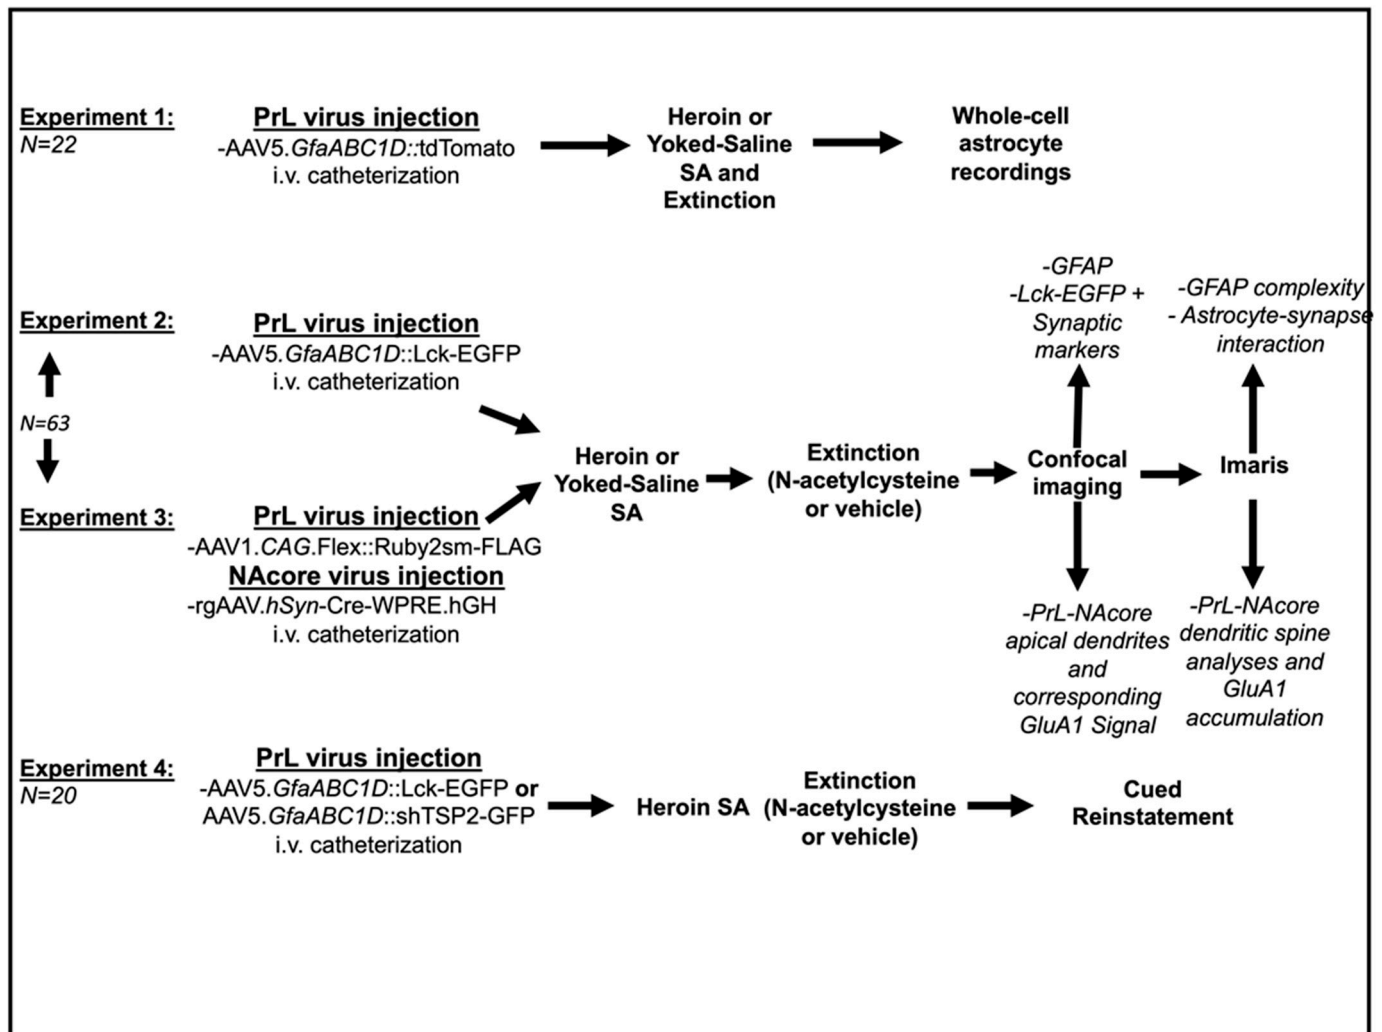 Experiment 1:
N=22
PrL virus injection
-AAV5.GfaABC1D::tdTomato
i.v. catheterization
Heroin or
Yoked-Saline
SA and
Extinction
Whole-cell
astrocyte
recordings
Experiment 2:
N=63
Experiment 3:
PrL virus injection
-AAV5.GfaABC1D::Lck-EGFP
i.v. catheterization
PrL virus injection
-AAV1.CAG.Flex::Ruby2sm-FLAG
NAcore virus injection
-rgAAV.hSyn-Cre-WPRE.hGH
i.v. catheterization
Heroin or
Yoked-Saline
SA
Extinction
(N-acetylcysteine
or vehicle)
Confocal
imaging
-GFAP
-Lck-EGFP +
Synaptic
markers
-PrL-NAcore
apical dendrites
and
corresponding
GluA1 Signal
Imaris
-GFAP complexity
- Astrocyte-synapse
interaction
-PrL-NAcore
dendritic spine
analyses and
GluA1
accumulation
Experiment 4:
N=20
PrL virus injection
-AAV5.GfaABC1D::Lck-EGFP or
AAV5.GfaABC1D::shTSP2-GFP
i.v. catheterization
Heroin SA
Extinction
(N-acetylcysteine
or vehicle)
Cued
Reinstatement